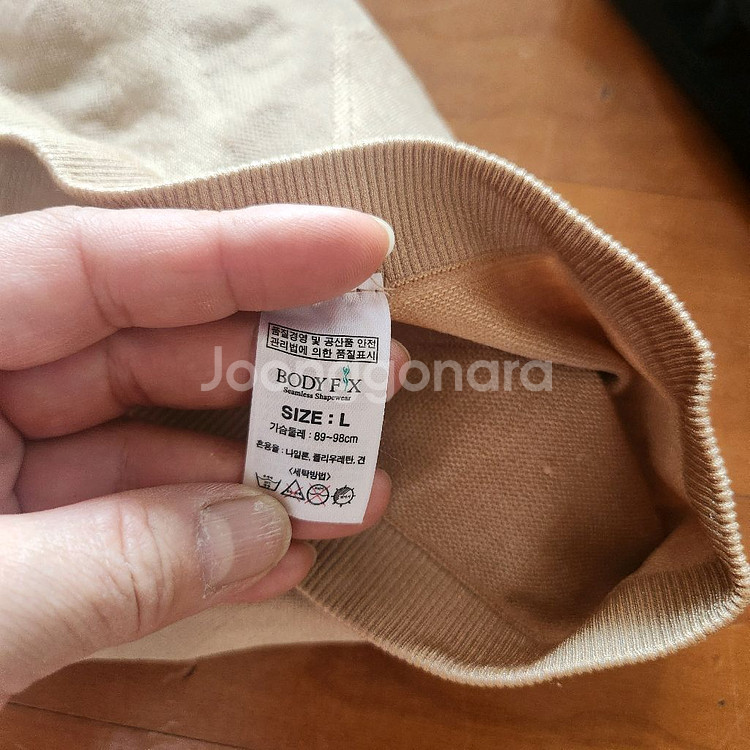 품질경영 및 공산품 안전
관리법에 의한 품질표시
BODY FIX
Seamless Shapewear
SIZE : L
가슴둘레 : 89~98cm
혼용율 : 나일론, 폴리우레탄, 견
<세탁방법>
Joonggonara